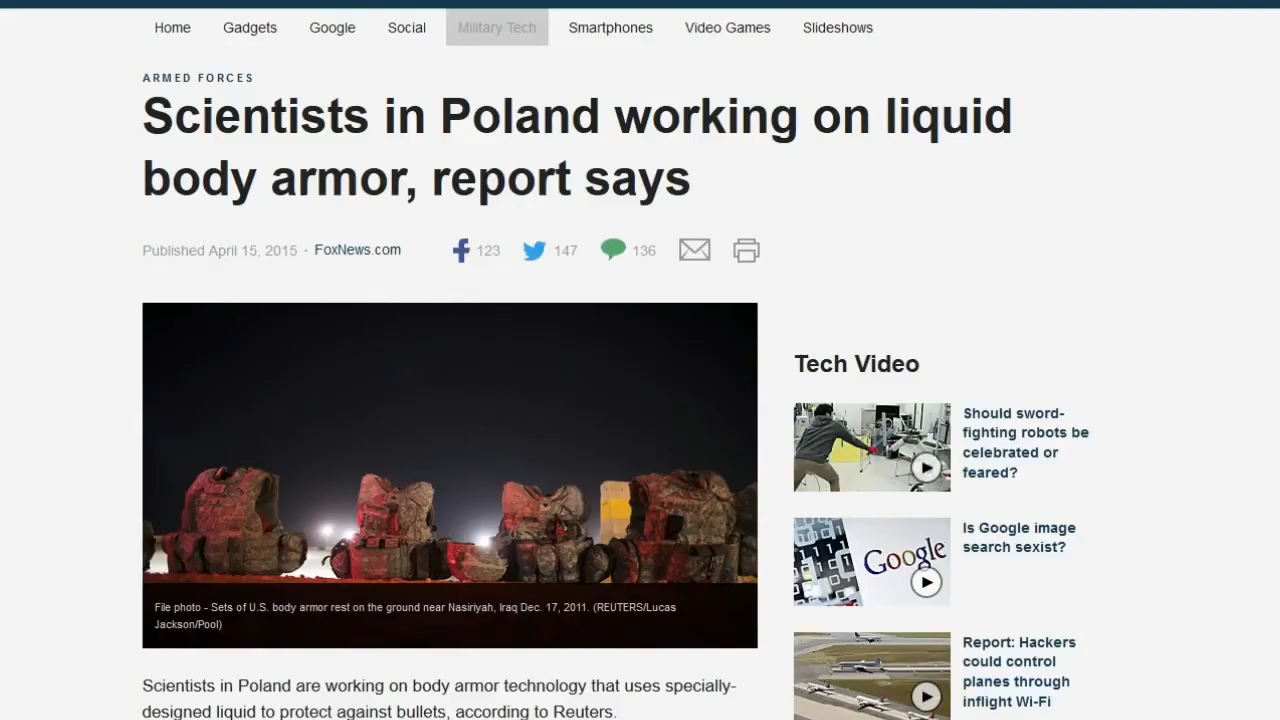 Home Gadgets Google Social Military Tech Smartphones Video Games Slideshows
ARMED FORCES
Scientists in Poland working on liquid
body armor, report says
Published April 15, 2015 · FoxNews.com 123 147 136
File photo - Sets of U.S. body armor rest on the ground near Nasiriyah, Iraq Dec. 17, 2011. (REUTERS/Lucas
Jackson/Pool)
Scientists in Poland are working on body armor technology that uses specially-
designed liquid to protect against bullets, according to Reuters.
Tech Video
Should sword-
fighting robots be
celebrated or
feared?
Google
Is Google image
search sexist?
Report: Hackers
could control
planes through
inflight Wi-Fi